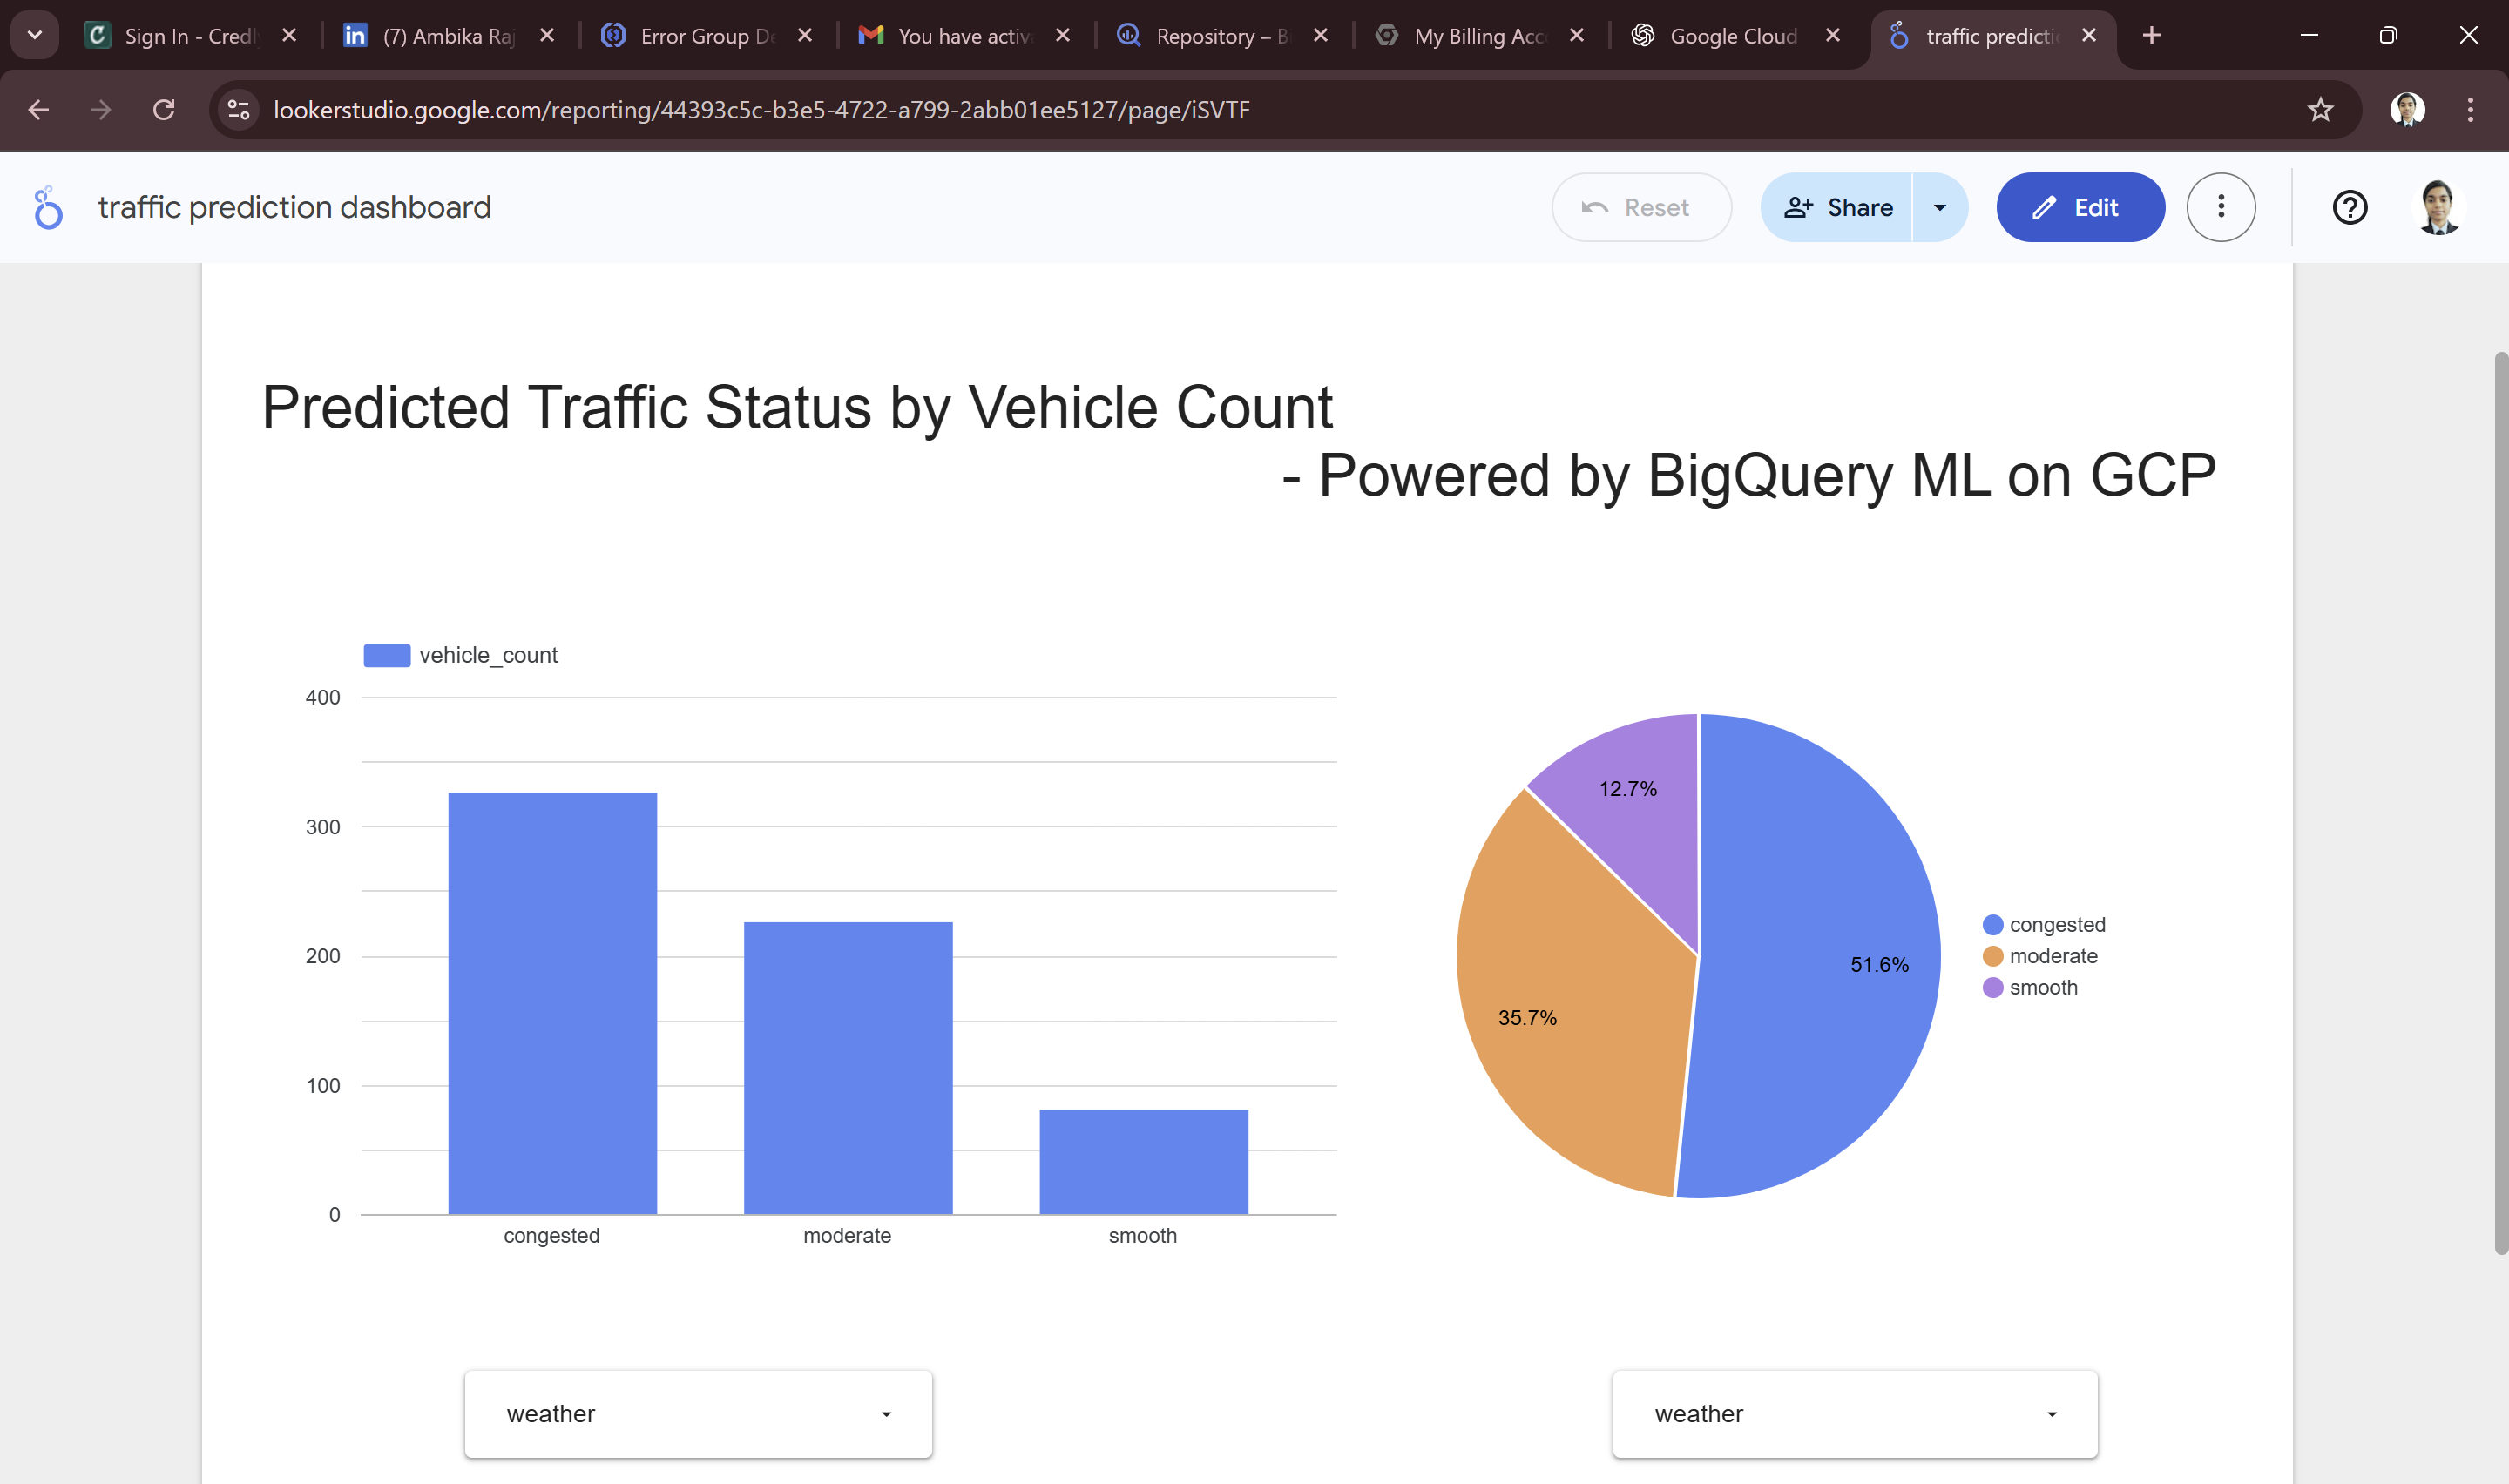 Sign In - Credl
(7) Ambika Raj
Error Group De
You have activ
Repository – B
My Billing Acc
Google Cloud
traffic predicti
lookerstudio.google.com/reporting/44393c5c-b3e5-4722-a799-2abb01ee5127/page/iSVTF
traffic prediction dashboard
Reset
Share
Edit
Predicted Traffic Status by Vehicle Count
- Powered by BigQuery ML on GCP
vehicle_count
400
300
200
100
0
congested
moderate
smooth
12.7%
51.6%
35.7%
congested
moderate
smooth
weather
weather